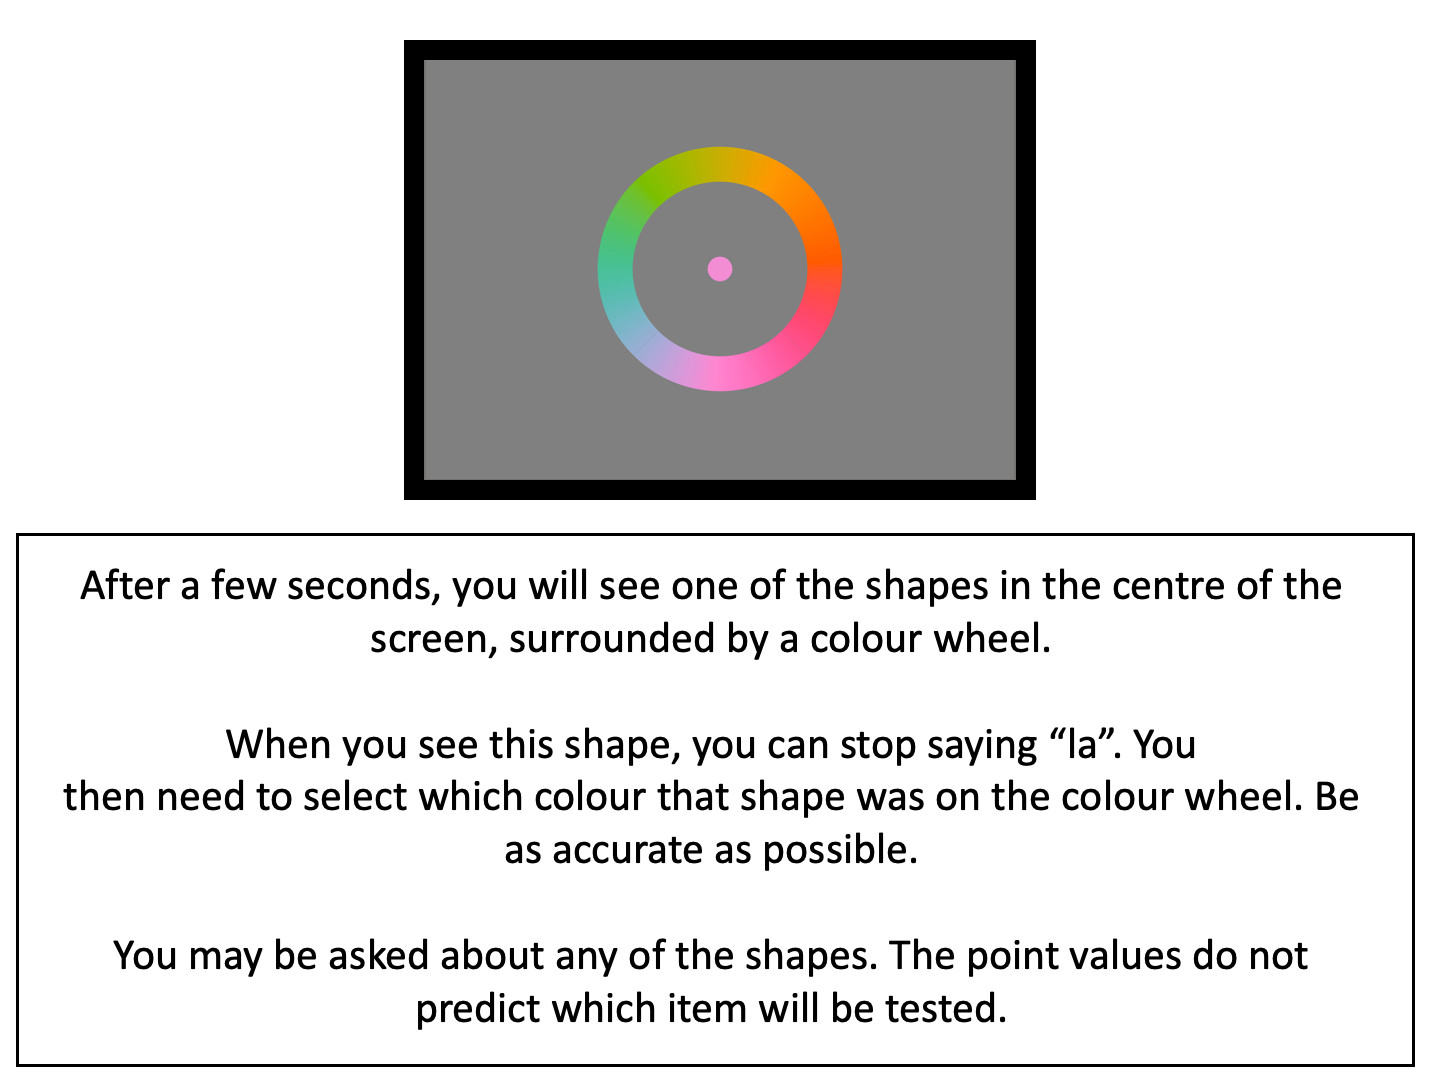 After a few seconds, you will see one of the shapes in the centre of the
screen, surrounded by a colour wheel.
When you see this shape, you can stop saying “la”. You
then need to select which colour that shape was on the colour wheel. Be
as accurate as possible.
You may be asked about any of the shapes. The point values do not
predict which item will be tested.